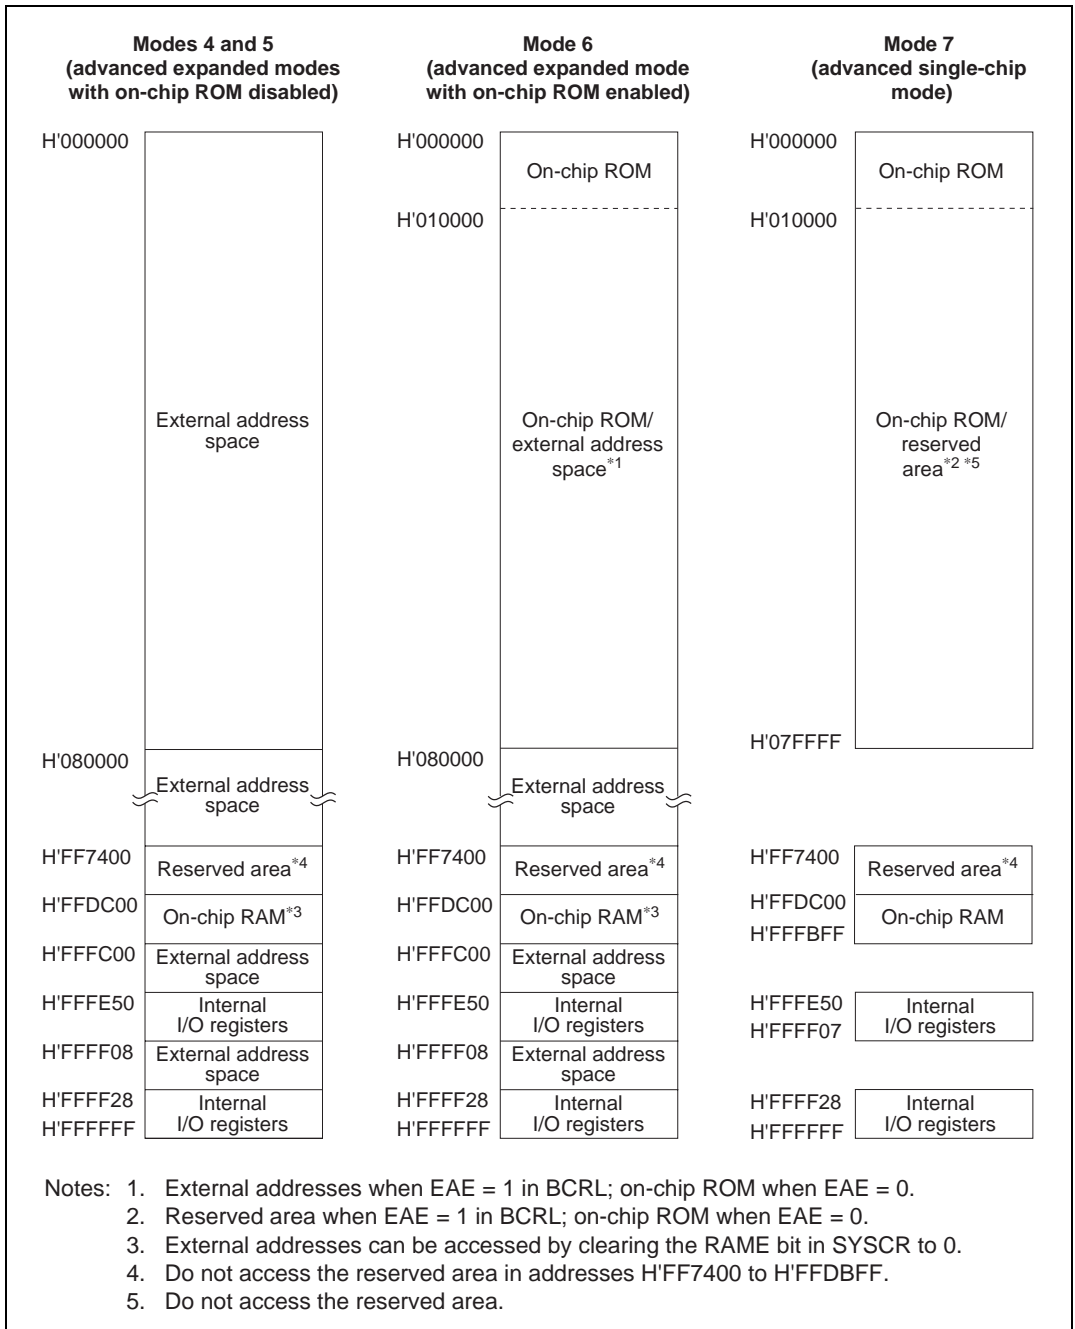 Modes 4 and 5
(advanced expanded modes
with on-chip ROM disabled)
H'000000
External address
space
H'080000
External address
space
H'FF7400
Reserved area*4
H'FFDC00
On-chip RAM*3
H'FFFC00
External address
space
H'FFFE50
Internal
I/O registers
H'FFFF08
External address
space
H'FFFF28
Internal
I/O registers
H'FFFFFF
Mode 6
(advanced expanded mode
with on-chip ROM enabled)
H'000000
On-chip ROM
H'010000
On-chip ROM/
external address
space*1
H'080000
External address
space
H'FF7400
Reserved area*4
H'FFDC00
On-chip RAM*3
H'FFFC00
External address
space
H'FFFE50
Internal
I/O registers
H'FFFF08
External address
space
H'FFFF28
Internal
I/O registers
H'FFFFFF
Mode 7
(advanced single-chip
mode)
H'000000
On-chip ROM
H'010000
On-chip ROM/
reserved
area*2 *5
H'07FFFF
H'FF7400
Reserved area*4
H'FFDC00
On-chip RAM
H'FFFBFF
H'FFFE50
Internal
I/O registers
H'FFFF07
H'FFFF28
Internal
I/O registers
H'FFFFFF
Notes: 1. External addresses when EAE = 1 in BCRL; on-chip ROM when EAE = 0.
2. Reserved area when EAE = 1 in BCRL; on-chip ROM when EAE = 0.
3. External addresses can be accessed by clearing the RAME bit in SYSCR to 0.
4. Do not access the reserved area in addresses H'FF7400 to H'FFDBFF.
5. Do not access the reserved area.